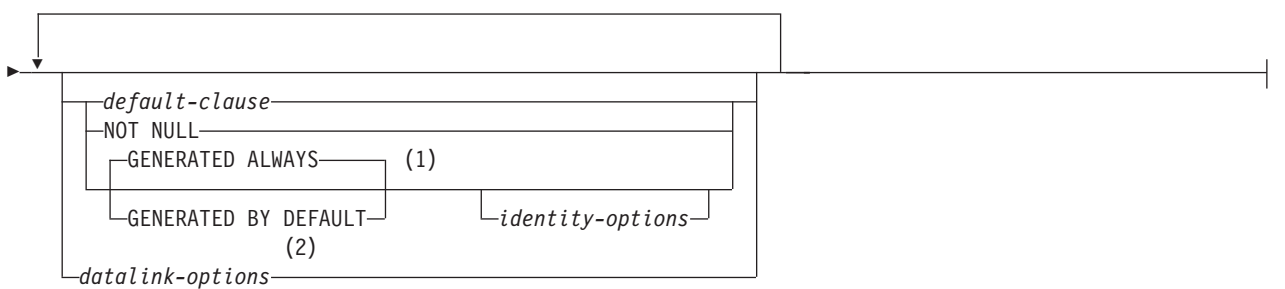 default-clause
NOT NULL
GENERATED ALWAYS (1)
GENERATED BY DEFAULT identity-options
(2)
datalink-options